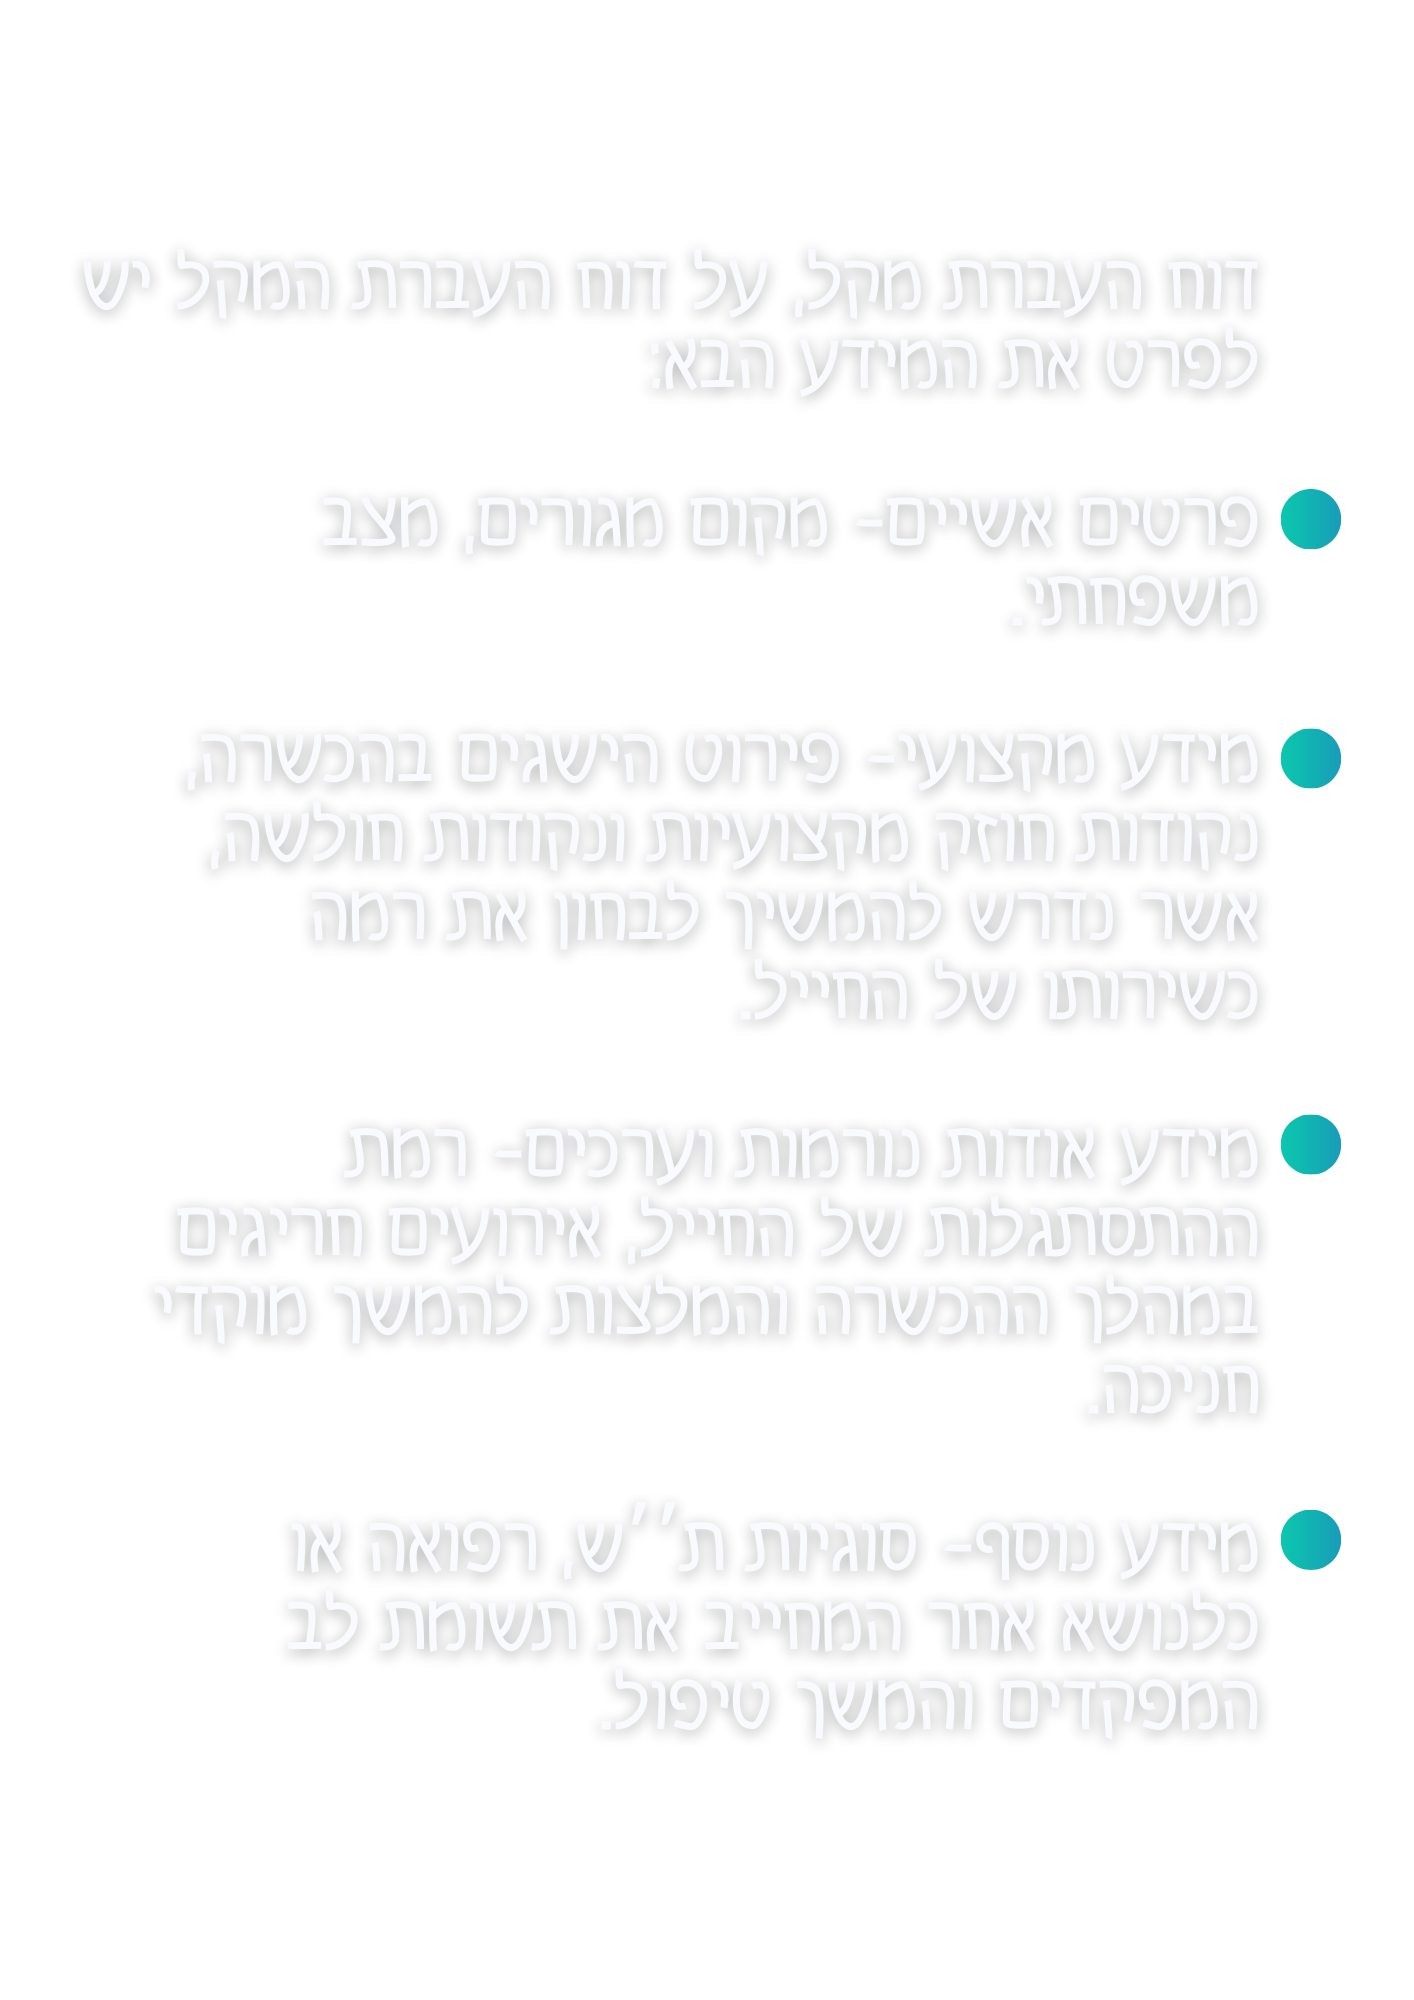 דוח העברת מקל, על דוח העברת המקל יש
לפרט את המידע הבא:
פרטים אשיים- מקום מגורים, מצב
משפחתי.
מידע מקצועי- פירוט הישגים בהכשרה,
נקודות חוזק מקצועיות ונקודות חולשה,
אשר נדרש להמשיך לבחון את רמה
כשירותו של החייל.
מידע אודות נורמות וערכים- רמת
ההתסתגלות של החייל, אירועים חריגים
במהלך ההכשרה והמלצות להמשך מוקדי
חניכה.
מידע נוסף- סוגיות ת׳׳ש, רפואה או
כלנושא אחר המחייב את תשומת לב
המפקדים והמשך טיפול.